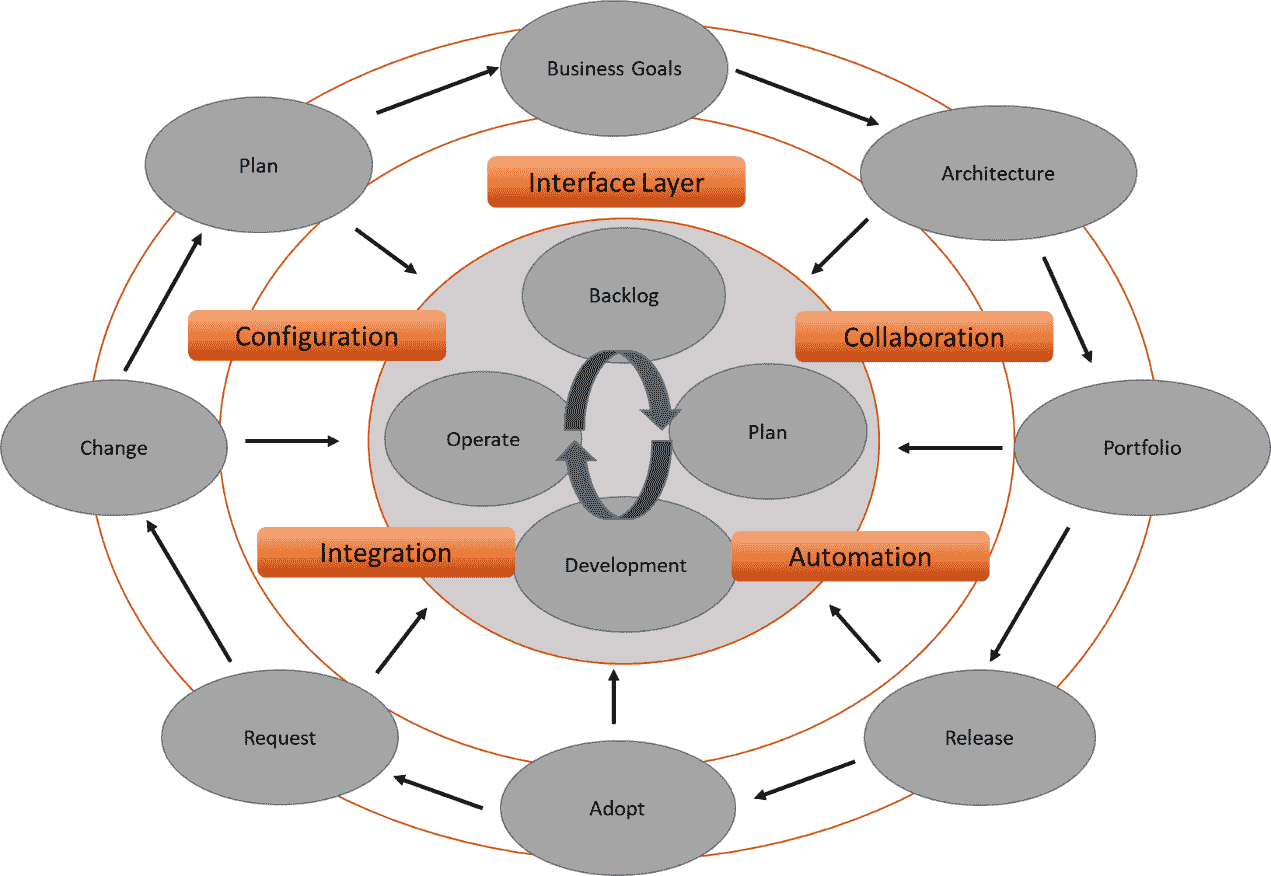 Business Goals
Plan
Architecture
Interface Layer
Backlog
Configuration
Collaboration
Operate
Plan
Change
Portfolio
Integration
Development
Automation
Request
Release
Adopt